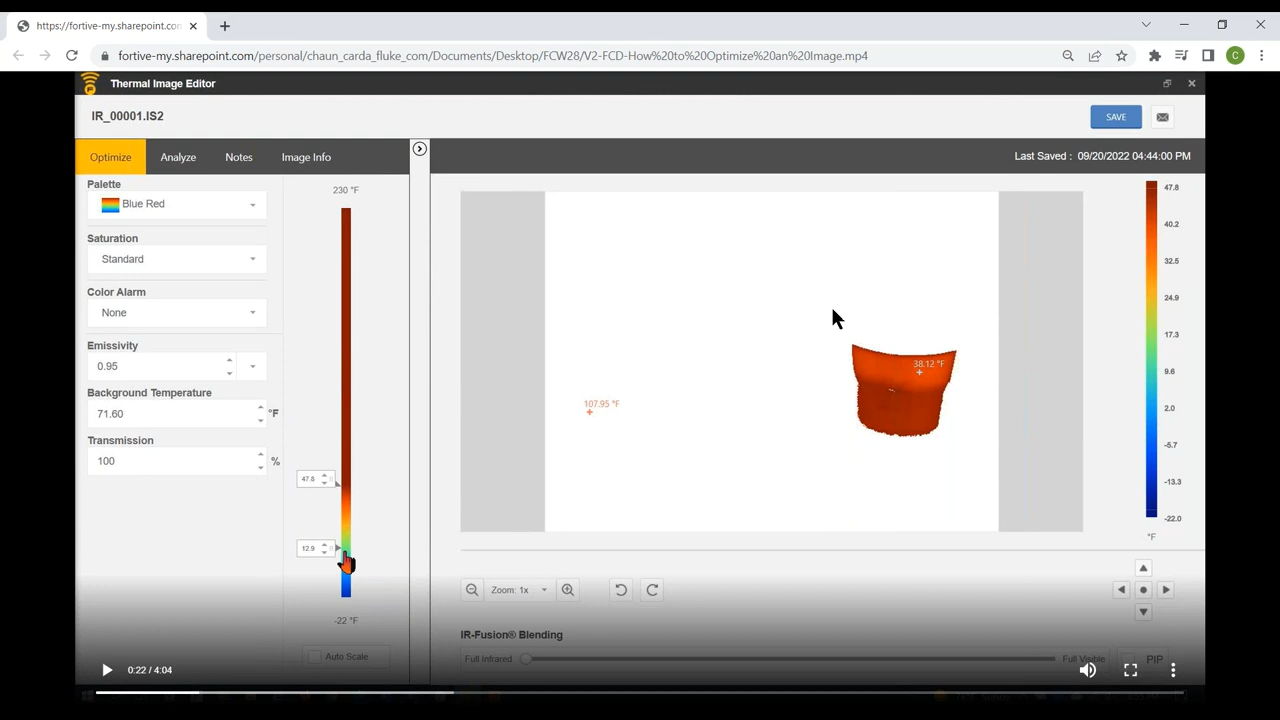 https://fortive-my.sharepoint.con
fortive-my.sharepoint.com/personal/chaun_carda_fluke_com/Documents/Desktop/FCW28/V2-FCD-How%20to%20Optimize%20an%20Image.mp4
C
Thermal Image Editor
IR_00001.IS2
SAVE
Optimize Analyze Notes Image Info
Last Saved : 09/20/2022 04:44:00 PM
Palette
Blue Red
Saturation
Standard
Color Alarm
None
Emissivity
0.95
Background Temperature
71.60 °F
Transmission
100 %
230 °F
47.8
12.9
-22 °F
Auto Scale
107.95 °F
38.12 °F
47.8
40.2
32.5
24.9
17.3
9.6
2.0
-5.7
-13.3
-22.0
°F
Zoom: 1x
IR-Fusion® Blending
Full Infrared Full Visible PIP
0:22 / 4:04